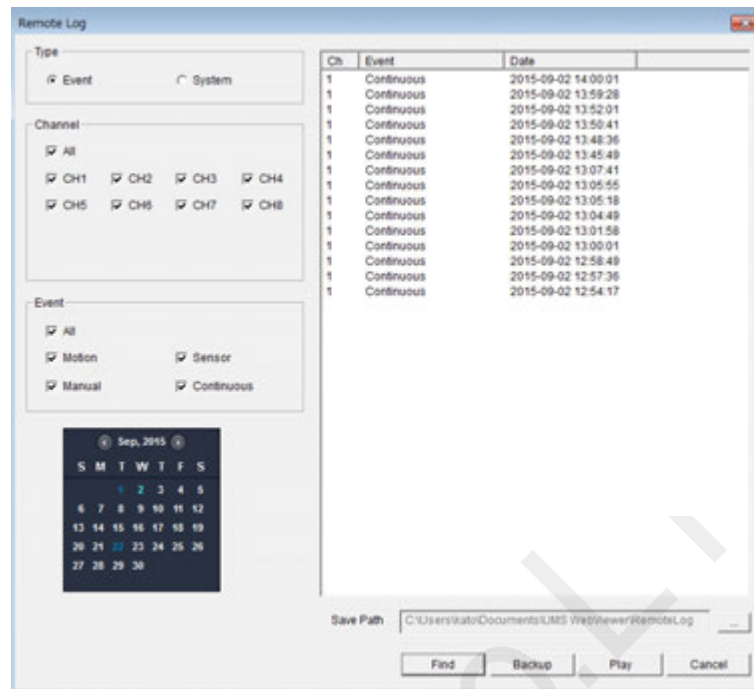 Remote Log
Type
Event System
Channel
All
CH1 CH2 CH3 CH4
CH5 CH6 CH7 CH8
Event
All
Motion Sensor
Manual Continuous
Sep, 2015
S M T W T F S
1 2 3 4 5
6 7 8 9 10 11 12
13 14 15 16 17 18 19
20 21 22 23 24 25 26
27 28 29 30
Ch Event Date
1 Continuous 2015-09-02 14:00:01
1 Continuous 2015-09-02 13:59:28
1 Continuous 2015-09-02 13:52:01
1 Continuous 2015-09-02 13:50:41
1 Continuous 2015-09-02 13:48:36
1 Continuous 2015-09-02 13:45:49
1 Continuous 2015-09-02 13:07:41
1 Continuous 2015-09-02 13:05:55
1 Continuous 2015-09-02 13:05:18
1 Continuous 2015-09-02 13:04:49
1 Continuous 2015-09-02 13:01:58
1 Continuous 2015-09-02 13:00:01
1 Continuous 2015-09-02 12:58:49
1 Continuous 2015-09-02 12:57:36
1 Continuous 2015-09-02 12:54:17
Save Path C:\Users\kato\Documents\UMS WebViewer\RemoteLog ...
Find Backup Play Cancel